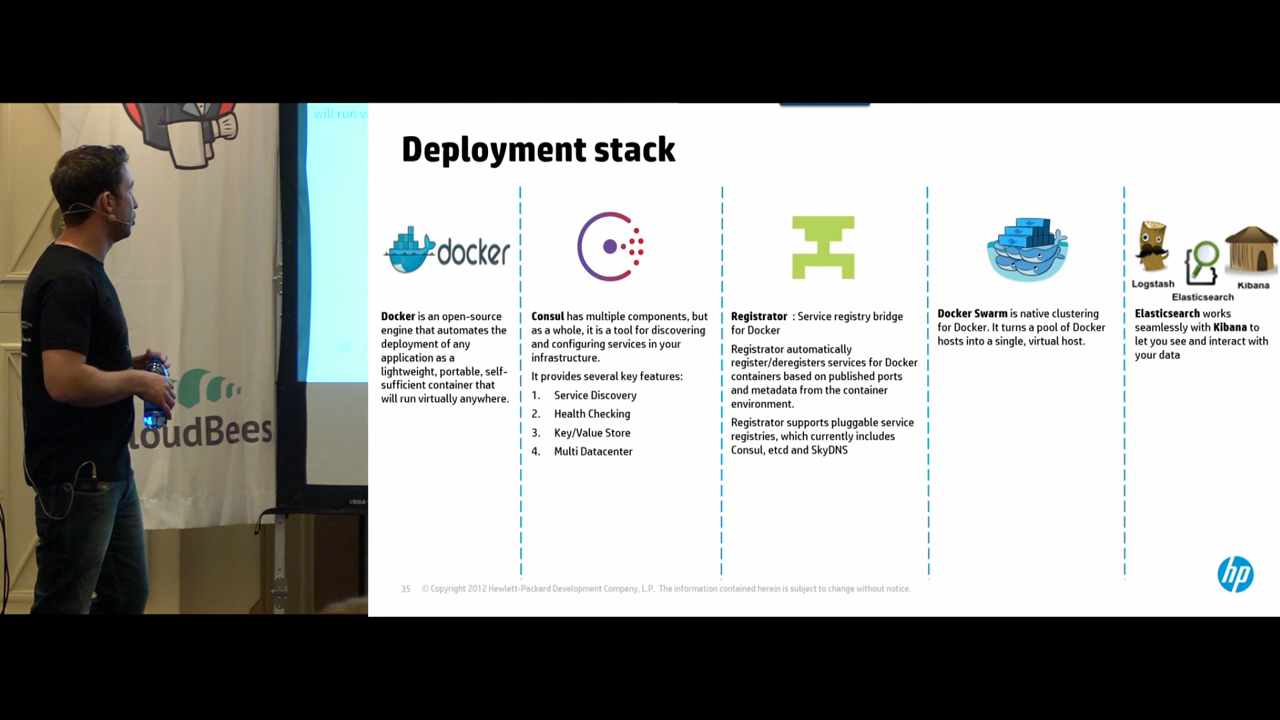 will run vi
loudBees
VEGA
Deployment stack
docker
Docker is an open-source
engine that automates the
deployment of any
application as a
lightweight, portable, self-
sufficient container that
will run virtually anywhere.
Consul has multiple components, but
as a whole, it is a tool for discovering
and configuring services in your
infrastructure.
It provides several key features:
1. Service Discovery
2. Health Checking
3. Key/Value Store
4. Multi Datacenter
Registrator : Service registry bridge
for Docker
Registrator automatically
register/deregisters services for Docker
containers based on published ports
and metadata from the container
environment.
Registrator supports pluggable service
registries, which currently includes
Consul, etcd and SkyDNS
Docker Swarm is native clustering
for Docker. It turns a pool of Docker
hosts into a single, virtual host.
Logstash
Elasticsearch
Kibana
Elasticsearch works
seamlessly with Kibana to
let you see and interact with
your data
35 © Copyright 2012 Hewlett-Packard Development Company, L.P. The information contained herein is subject to change without notice.
hp